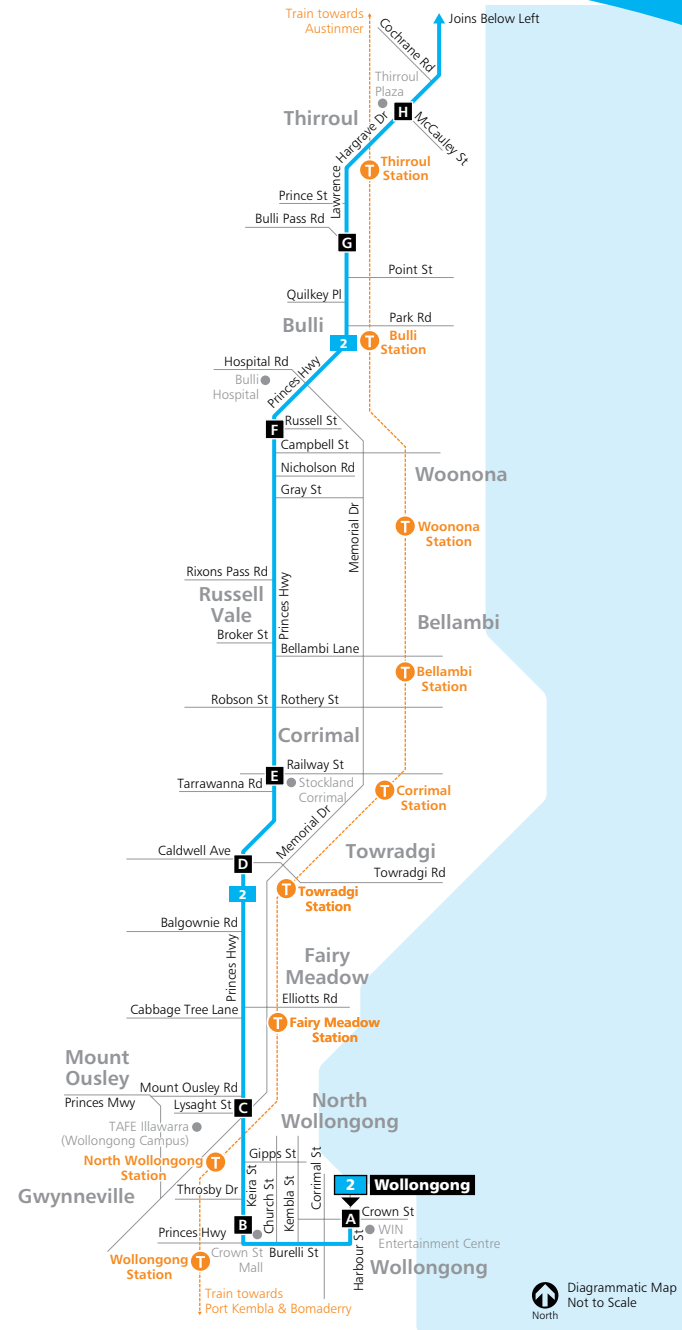 Train towards
Austinmer
Joins Below Left
Cochrane Rd
Thirroul
Plaza
H
Thirroul
McCauley St
Lawrence Hargrave Dr
T
Thirroul
Station
Prince St
Bulli Pass Rd
G
Point St
Quilkey Pl
Park Rd
Bulli
2
T
Bulli
Station
Hospital Rd
Bulli
Hospital
Princes Hwy
F
Russell St
Campbell St
Nicholson Rd
Woonona
Gray St
Memorial Dr
T
Woonona
Station
Rixons Pass Rd
Russell
Vale
Princes Hwy
Broker St
Bellambi
Bellambi Lane
T
Bellambi
Station
Robson St
Rothery St
Corrimal
E
Railway St
Tarrawanna Rd
Stockland
Corrimal
T
Corrimal
Station
Memorial Dr
Caldwell Ave
D
Towradgi
Towradgi Rd
2
T
Towradgi
Station
Balgownie Rd
Princes Hwy
Fairy
Meadow
Elliotts Rd
Cabbage Tree Lane
T
Fairy Meadow
Station
Mount
Ousley
Mount Ousley Rd
Princes Mwy
Lysaght St
C
North
Wollongong
TAFE Illawarra
(Wollongong Campus)
Gipps St
North Wollongong
Station
T
Gwynneville
Throsby Dr
Keira St
Church St
Kembla St
Corrimal St
2
Wollongong
Crown St
A
B
Princes Hwy
WIN
Entertainment Centre
Crown St
Mall
Burelli St
Harbour St
Wollongong
Wollongong
Station
T
Train towards
Port Kembla & Bomaderry
North
Diagrammatic Map
Not to Scale